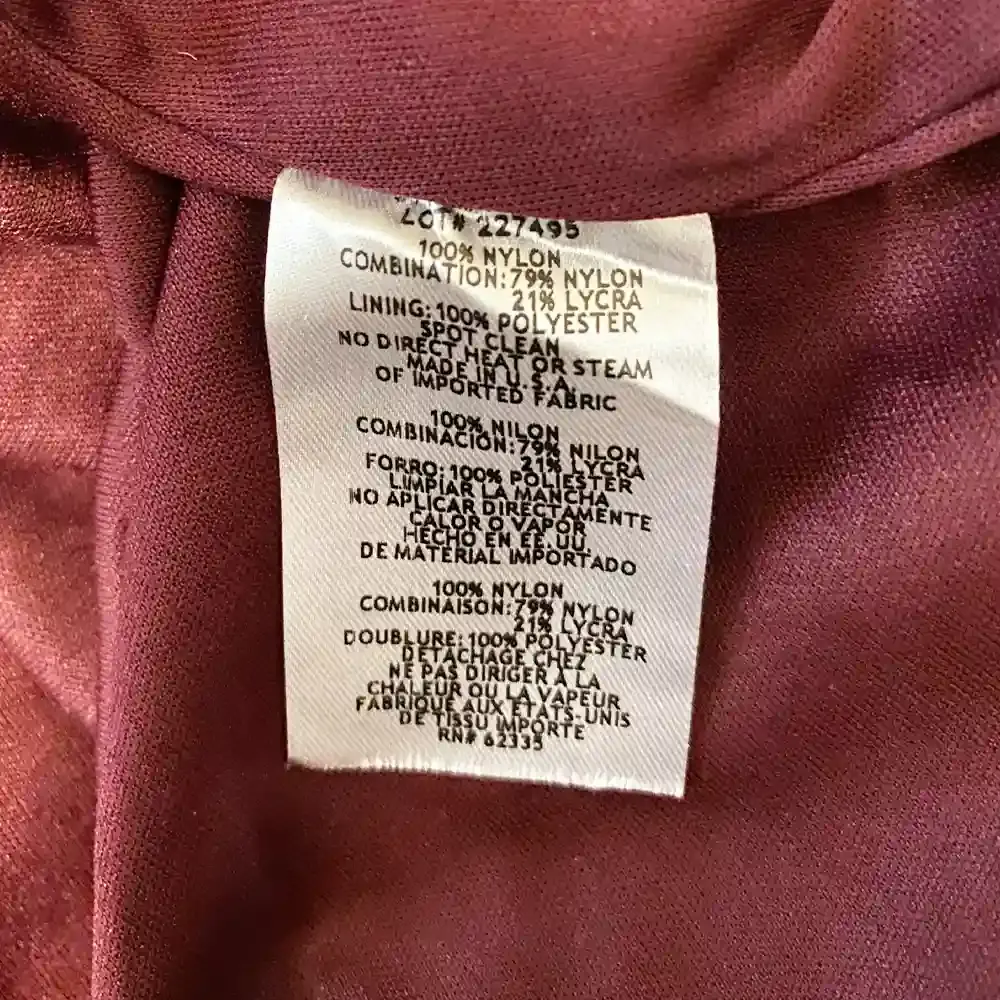 LOT# 227495
100% NYLON
COMBINATION: 79% NYLON
21% LYCRA
LINING: 100% POLYESTER
SPOT CLEAN
NO DIRECT HEAT OR STEAM
MADE IN U.S.A.
OF IMPORTED FABRIC
100% NILON
COMBINACION: 79% NILON
21% LYCRA
FORRO: 100% POLIESTER
LIMPIAR LA MANCHA
NO APLICAR DIRECTAMENTE
CALOR O VAPOR
HECHO EN EE.UU.
DE MATERIAL IMPORTADO
100% NYLON
COMBINAISON: 79% NYLON
21% LYCRA
DOUBLURE: 100% POLYESTER
DETACHAGE CHEZ
NE PAS DIRIGER A LA
CHALEUR OU LA VAPEUR
FABRIQUE AUX ETATS-UNIS
DE TISSU IMPORTE
RN# 62335